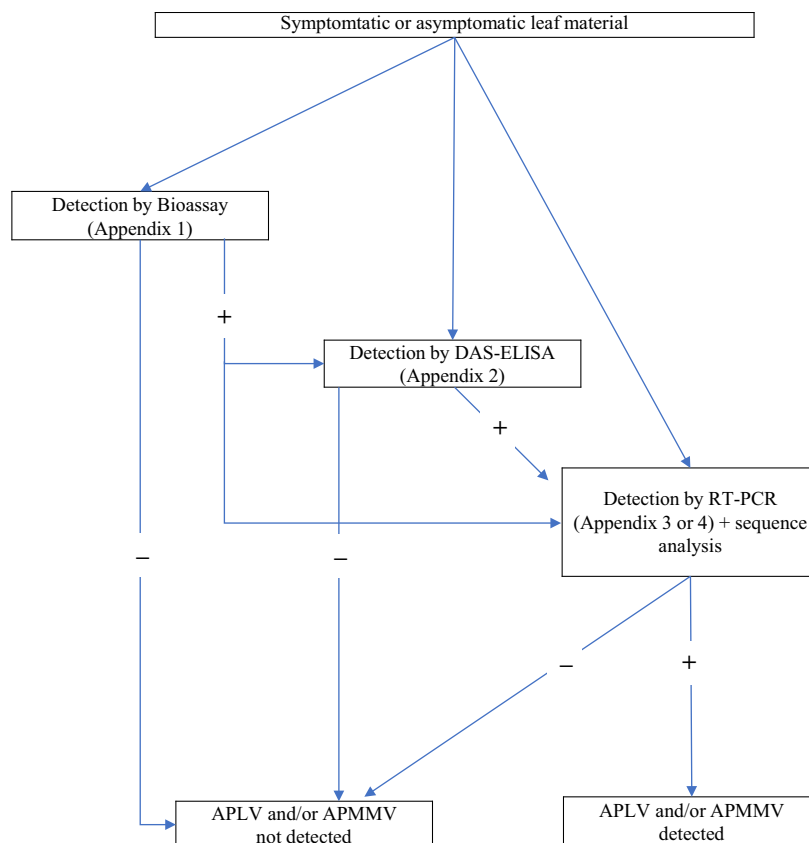 Symptomtatic or asymptomatic leaf material
Detection by Bioassay
(Appendix 1)
+
Detection by DAS-ELISA
(Appendix 2)
+
Detection by RT-PCR
(Appendix 3 or 4) + sequence
analysis
−
−
−
+
APLV and/or APMMV
not detected
APLV and/or APMMV
detected